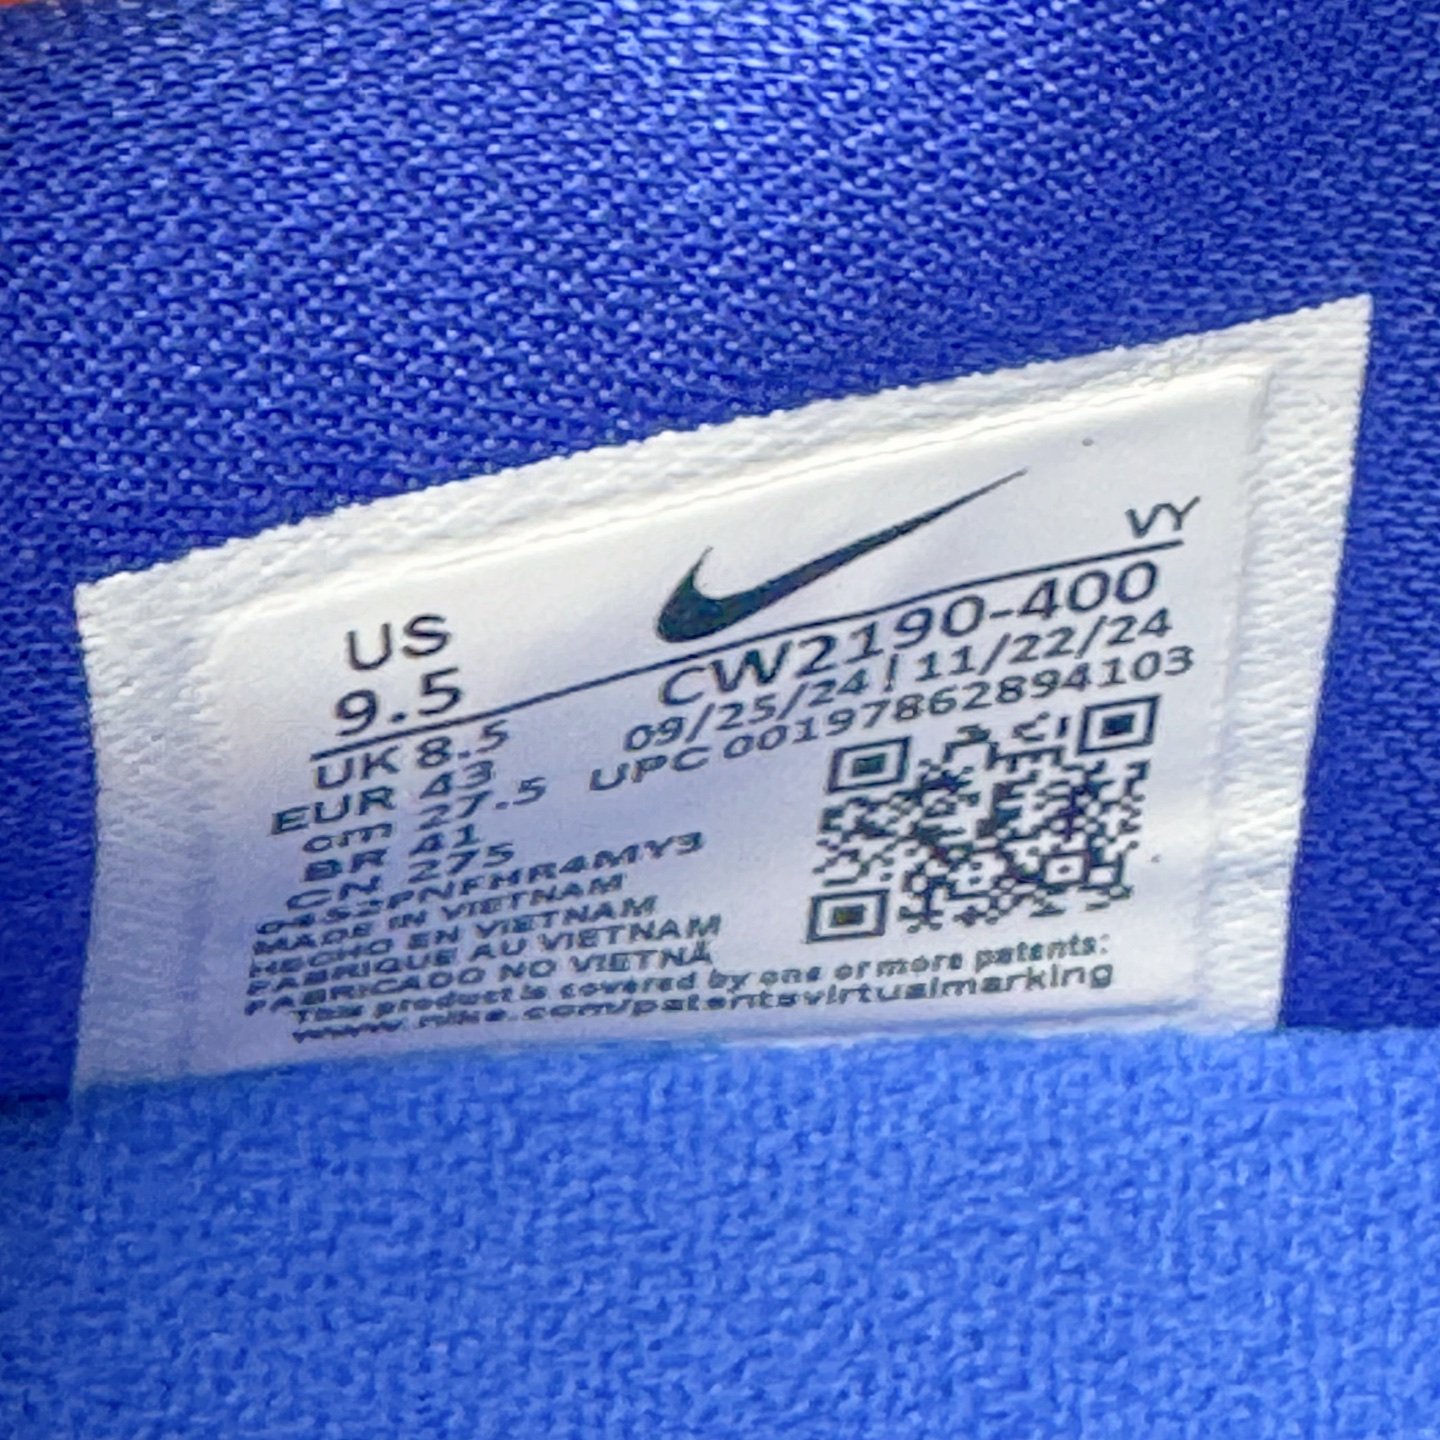 VY
US
9.5
CW2190-400
09/25/24 | 11/22/24
UPC 00197862894103
UK 8.5
EUR 43
cm 27.5
BR 41
CN 275
MADE IN VIETNAM
HECHO EN VIETNAM
FABRIQUE AU VIETNAM
FABRICADO NO VIETNÃ
This product is covered by one or more patents:
www.nike.com/patentsvirtualmarking